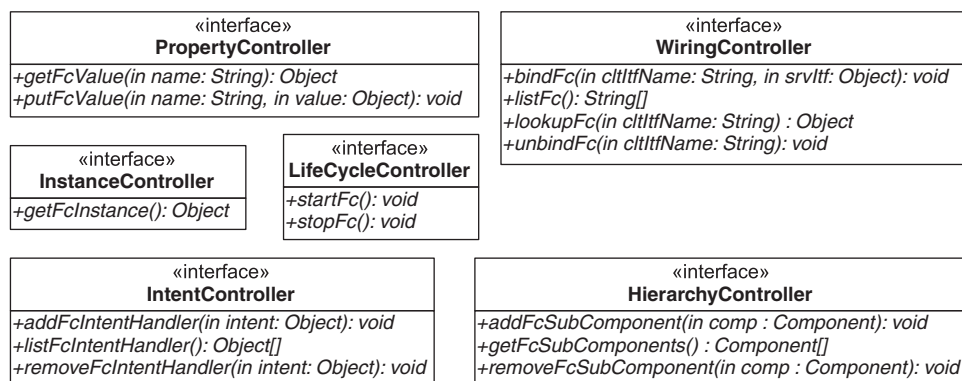 «interface»
PropertyController
+getFcValue(in name: String): Object
+putFcValue(in name: String, in value: Object): void
«interface»
WiringController
+bindFc(in cltItfName: String, in srvItf: Object): void
+listFc(): String[]
+lookupFc(in cltItfName: String) : Object
+unbindFc(in cltItfName: String): void
«interface»
InstanceController
+getFcInstance(): Object
«interface»
LifeCycleController
+startFc(): void
+stopFc(): void
«interface»
IntentController
+addFcIntentHandler(in intent: Object): void
+listFcIntentHandler(): Object[]
+removeFcIntentHandler(in intent: Object): void
«interface»
HierarchyController
+addFcSubComponent(in comp : Component): void
+getFcSubComponents() : Component[]
+removeFcSubComponent(in comp : Component): void